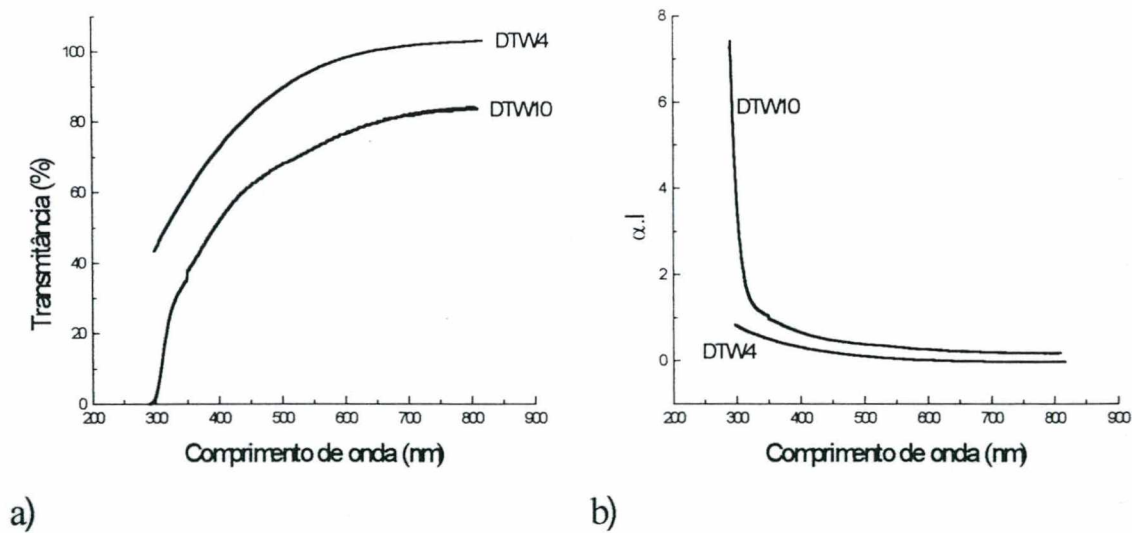 100
80
60
40
20
0
Transmitância (%)
DTW4
DTW10
200 300 400 500 600 700 800 900
Comprimento de onda (nm)
a)
8
6
4
2
0
α.l
DTW10
DTW4
200 300 400 500 600 700 800 900
Comprimento de onda (nm)
b)